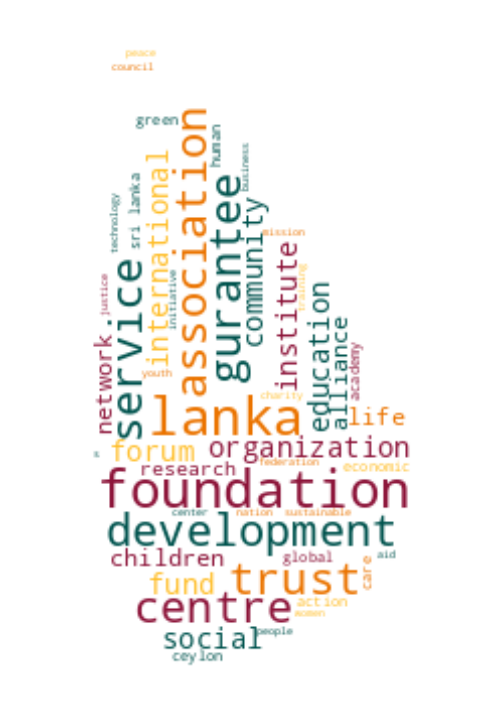 peace
council
green
association
human
business
international
sri lanka
technology
gurantee
community
mission
service
initiative
institute
training
justice
network.
education
alliance
academy
youth
charity
lanka
life
forum
organization
research
federation
economic
s
foundation
center
nation
sustainable
development
children
global
aid
fund
trust
care
centre
action
women
social
people
ceylon